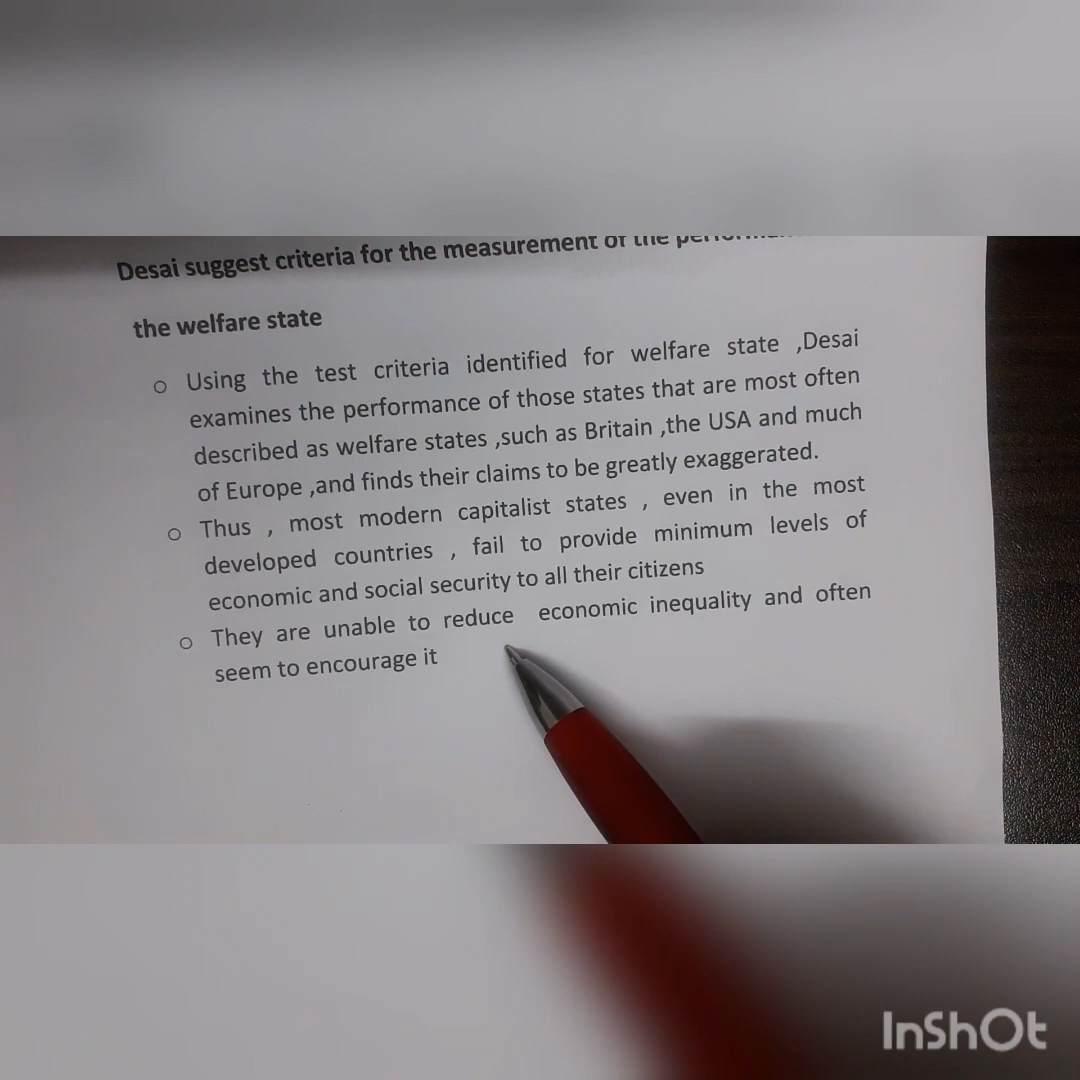 Desai suggest criteria for the measurement of the
the welfare state
○ Using the test criteria identified for welfare state ,Desai
examines the performance of those states that are most often
described as welfare states ,such as Britain ,the USA and much
of Europe ,and finds their claims to be greatly exaggerated.
○ Thus , most modern capitalist states , even in the most
developed countries , fail to provide minimum levels of
economic and social security to all their citizens
○ They are unable to reduce economic inequality and often
seem to encourage it
InShOt